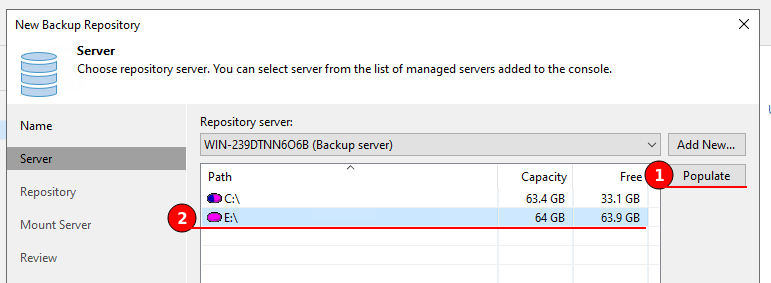 New Backup Repository
Server
Choose repository server. You can select server from the list of managed servers added to the console.
Name
Server
Repository
Mount Server
Review
Repository server:
WIN-239DTNN6O6B (Backup server)
Add New...
Path Capacity Free
1 Populate
C:\ 63.4 GB 33.1 GB
2 E:\ 64 GB 63.9 GB